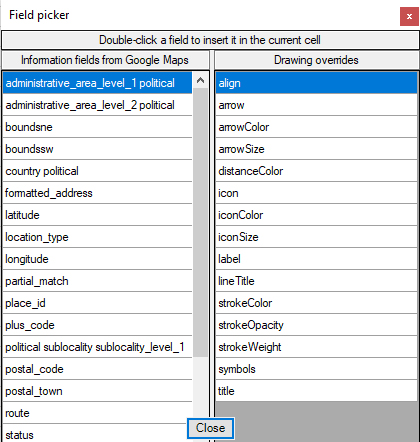 Field picker
x
Double-click a field to insert it in the current cell
Information fields from Google Maps
administrative_area_level_1 political
administrative_area_level_2 political
boundsne
boundssw
country political
formatted_address
latitude
location_type
longitude
partial_match
place_id
plus_code
political sublocality sublocality_level_1
postal_code
postal_town
route
status
Drawing overrides
align
arrow
arrowColor
arrowSize
distanceColor
icon
iconColor
iconSize
label
lineTitle
strokeColor
strokeOpacity
strokeWeight
symbols
title
Close